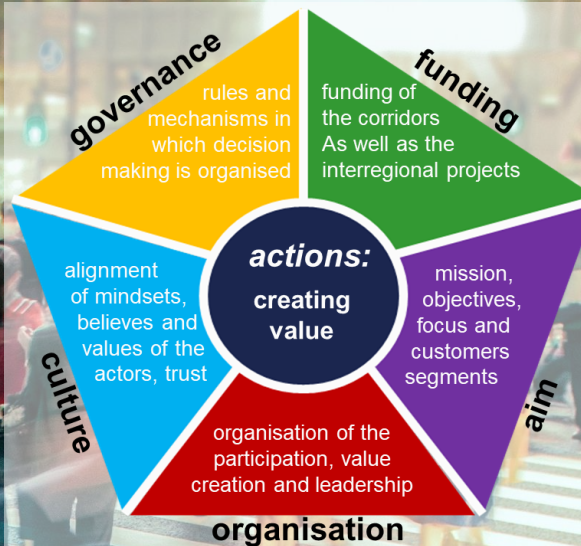 governance
rules and
mechanisms in
which decision
making is organised
funding
funding of
the corridors
As well as the
interregional projects
actions:
creating
value
alignment
of mindsets,
believes and
values of the
actors, trust
culture
mission,
objectives,
focus and
customers
segments
aim
organisation of the
participation, value
creation and leadership
organisation